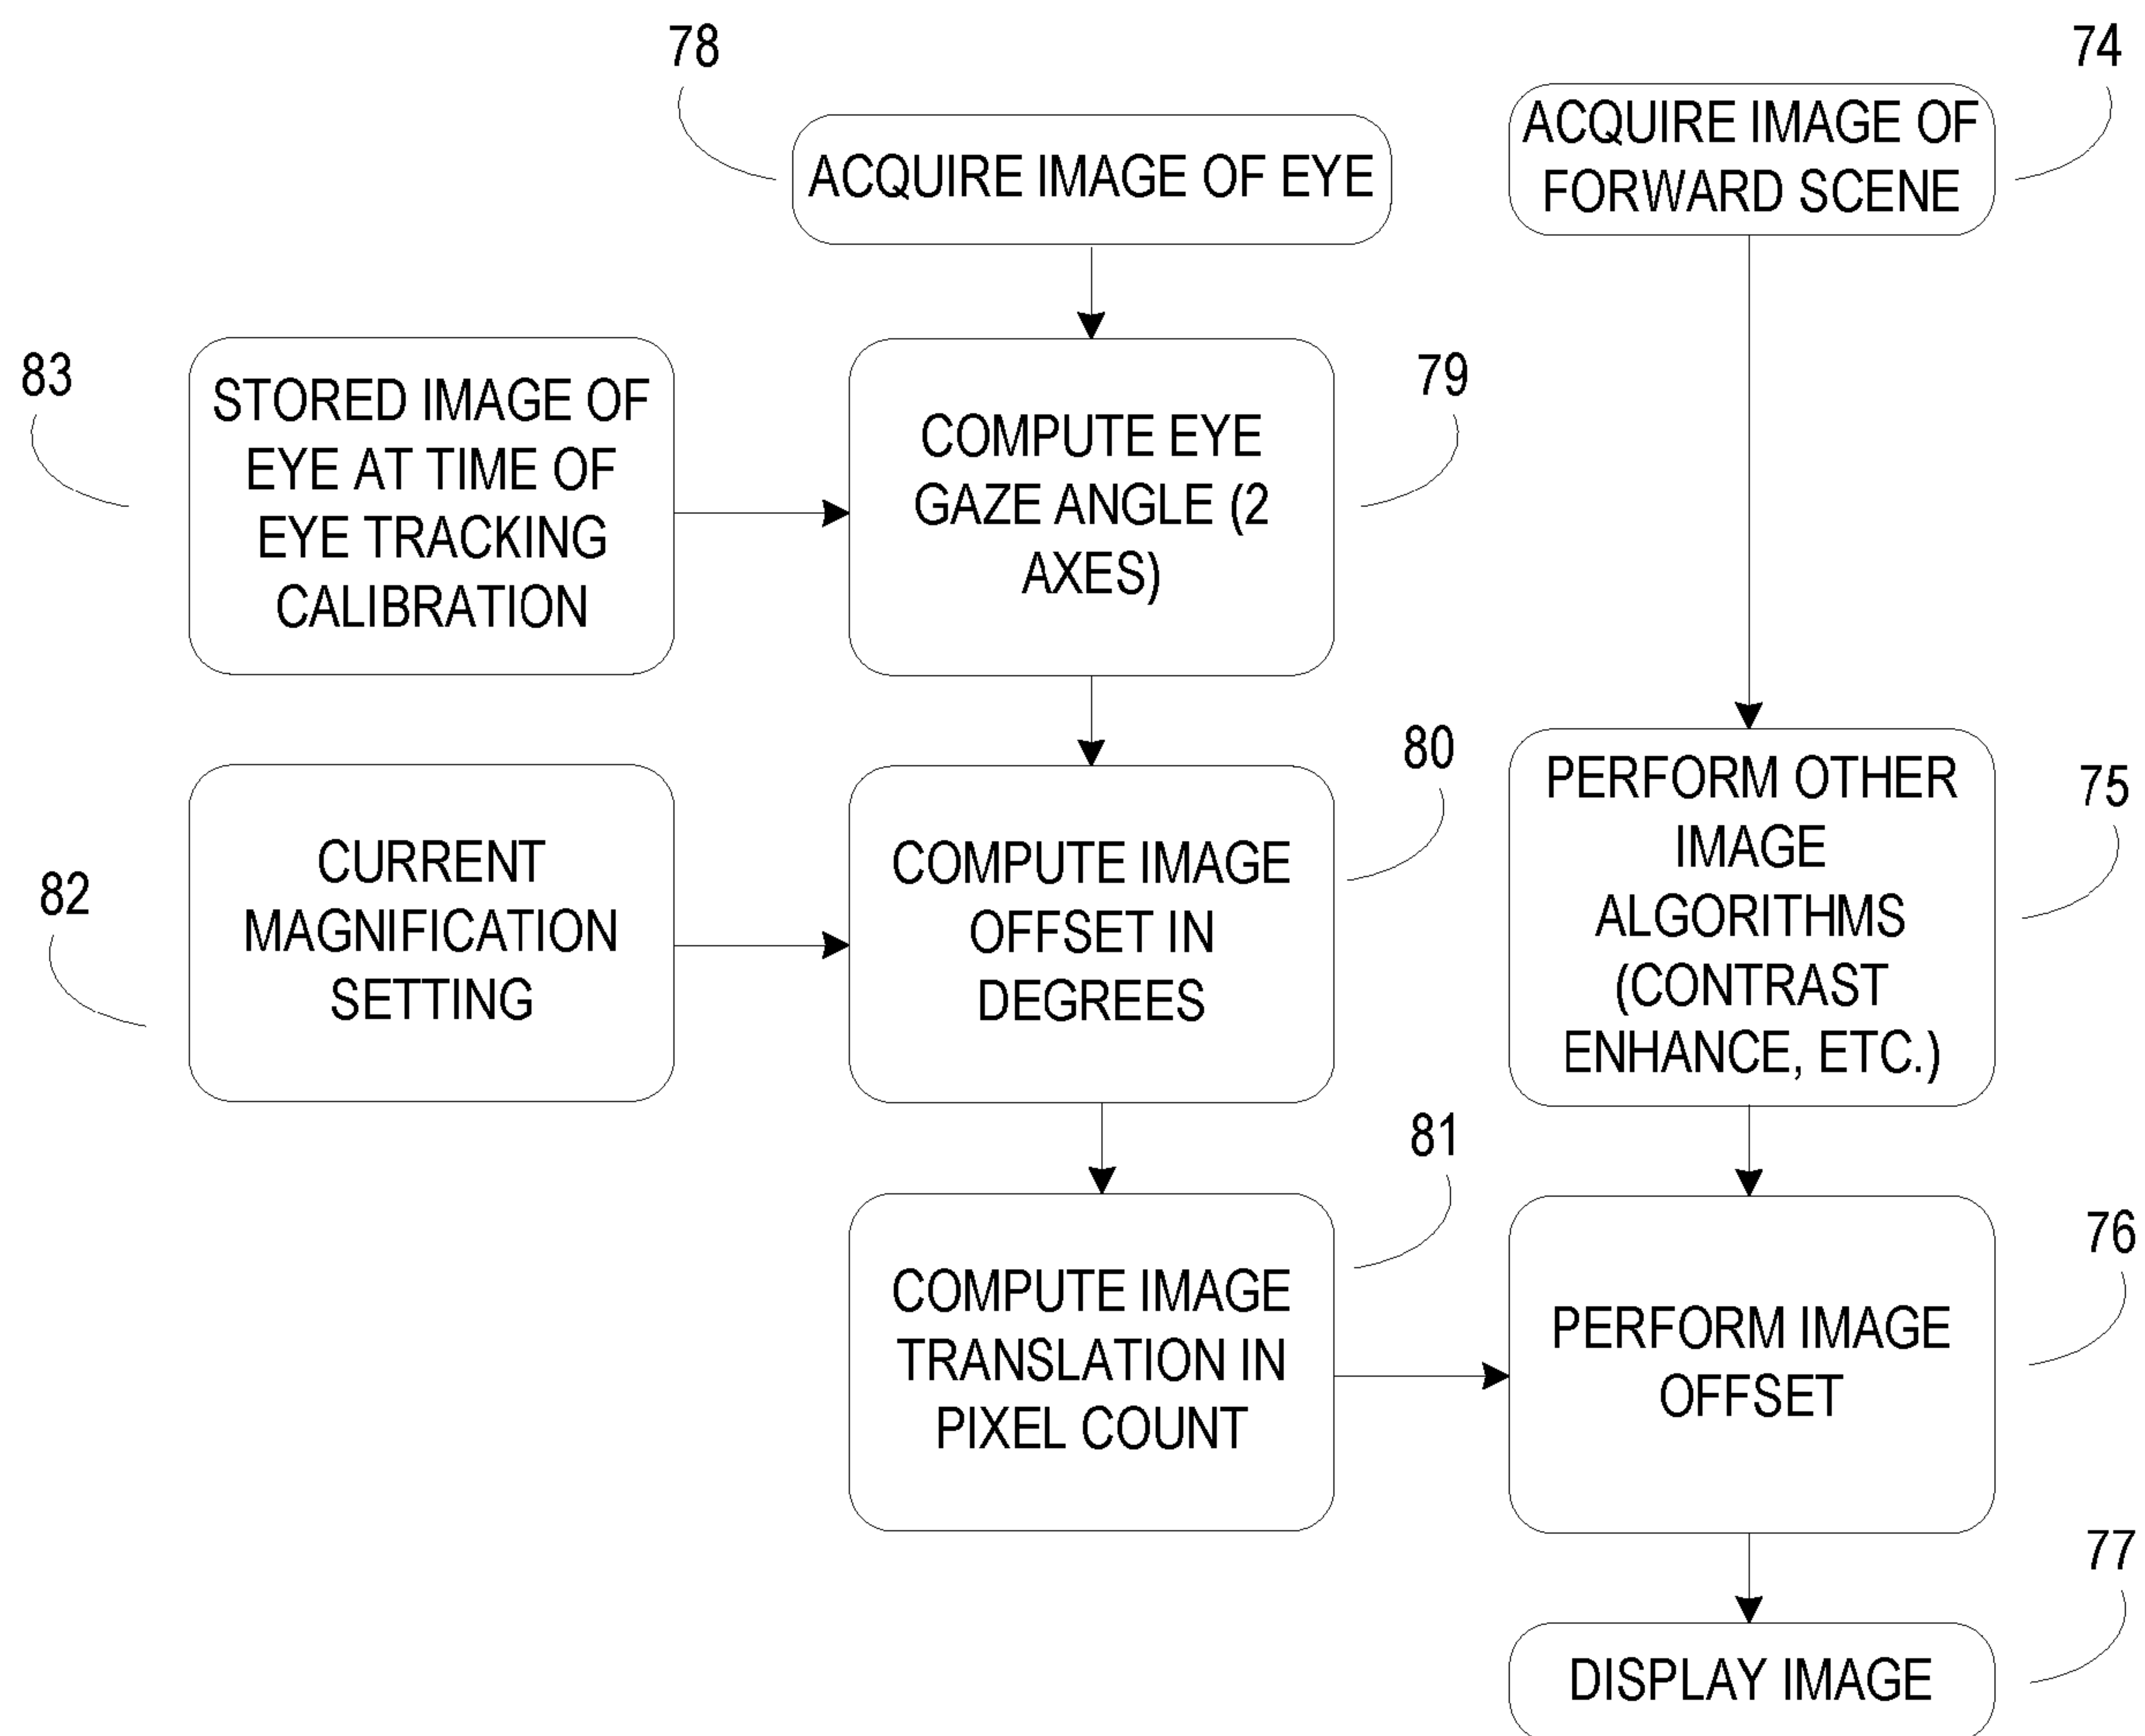 78
74
ACQUIRE IMAGE OF EYE
ACQUIRE IMAGE OF
FORWARD SCENE
83
STORED IMAGE OF
EYE AT TIME OF
EYE TRACKING
CALIBRATION
COMPUTE EYE
GAZE ANGLE (2
AXES)
79
82
CURRENT
MAGNIFICATION
SETTING
COMPUTE IMAGE
OFFSET IN
DEGREES
80
PERFORM OTHER
IMAGE
ALGORITHMS
(CONTRAST
ENHANCE, ETC.)
75
COMPUTE IMAGE
TRANSLATION IN
PIXEL COUNT
81
PERFORM IMAGE
OFFSET
76
DISPLAY IMAGE
77